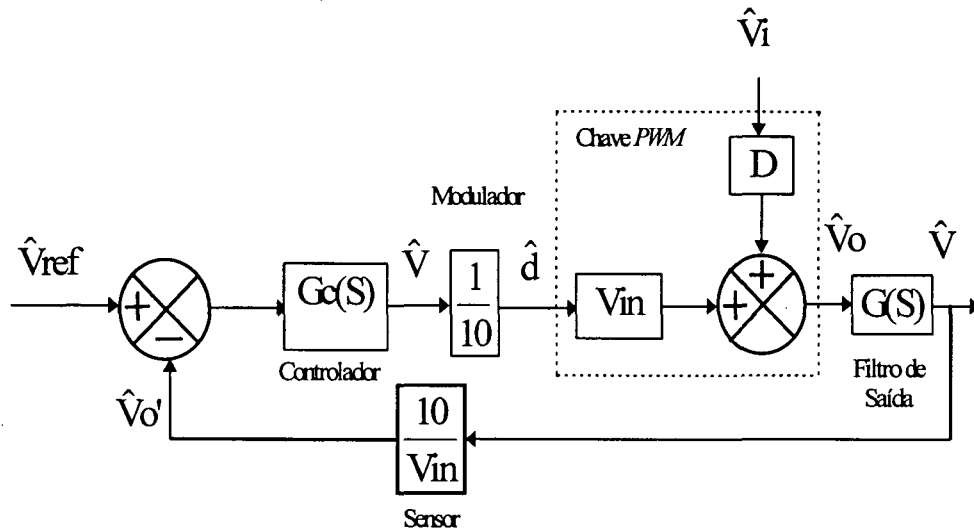 V̂i
Chave PWM
D
Modulador
V̂ref
+
−
Gc(S)
Controlador
V̂
1
10
d̂
Vin
+
+
V̂o
G(S)
Filtro de
Saída
V̂
V̂o'
10
Vin
Sensor